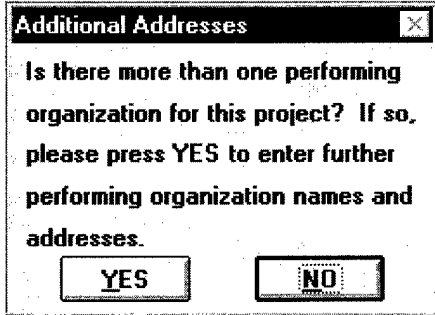 Additional Addresses
Is there more than one performing
organization for this project? If so,
please press YES to enter further
performing organization names and
addresses.
YES NO